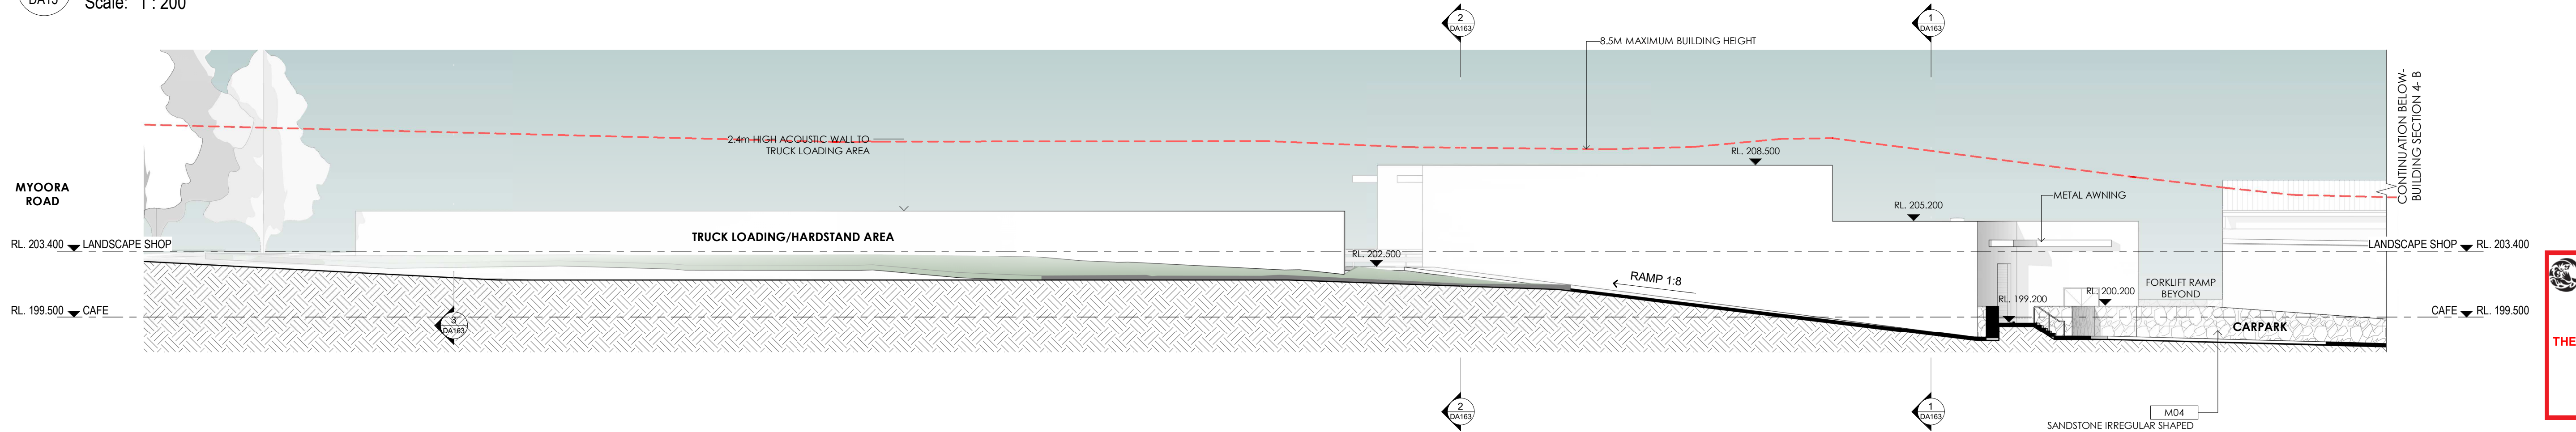 DA15
Scale: 1 : 200
2
DA163
1
DA163
8.5M MAXIMUM BUILDING HEIGHT
CONTINUATION BELOW-
BUILDING SECTION 4- B
2.4m HIGH ACOUSTIC WALL TO
TRUCK LOADING AREA
RL. 208.500
MYOORA
ROAD
METAL AWNING
RL. 205.200
TRUCK LOADING/HARDSTAND AREA
RL. 203.400
LANDSCAPE SHOP
LANDSCAPE SHOP
RL. 203.400
RL. 202.500
RAMP 1:8
FORKLIFT RAMP
BEYOND
RL. 200.200
RL. 199.200
RL. 199.500
CAFE
CAFE
RL. 199.500
3
DA163
CARPARK
THE
2
DA163
1
DA163
M04
SANDSTONE IRREGULAR SHAPED